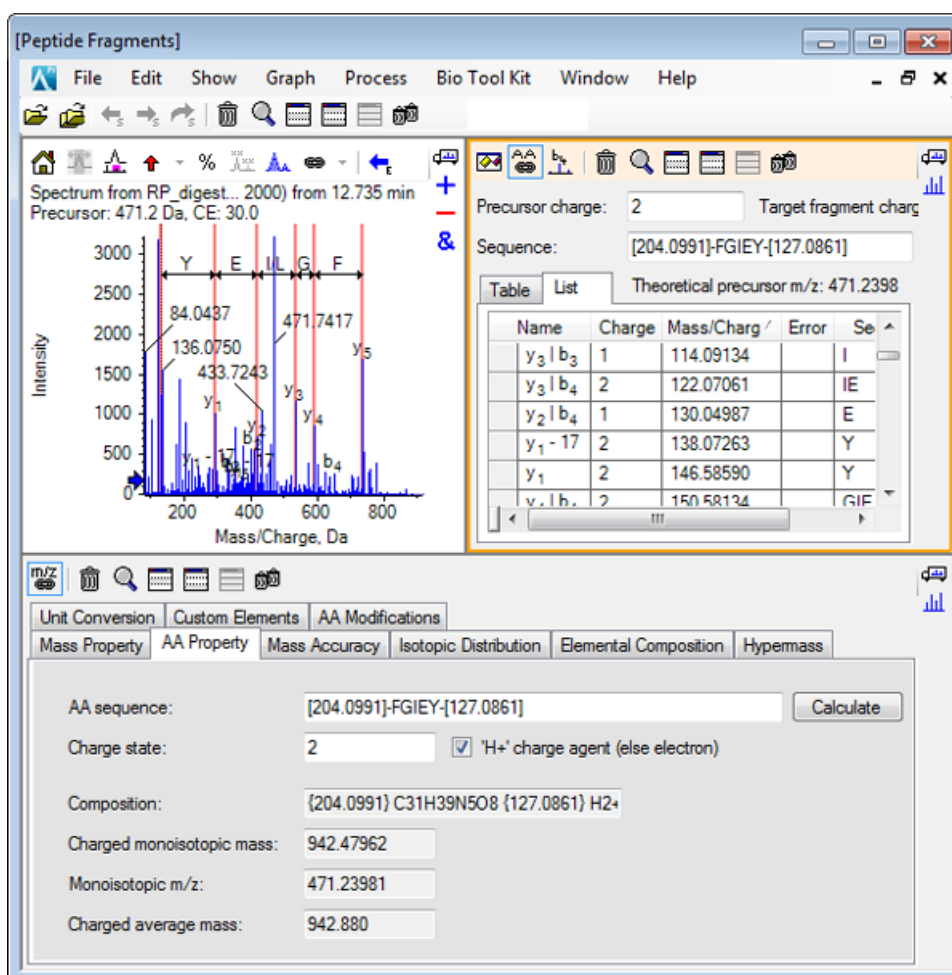 [Peptide Fragments]
File Edit Show Graph Process Bio Tool Kit Window Help
Spectrum from RP_digest... 2000) from 12.735 min
Precursor: 471.2 Da, CE: 30.0
Intensity
3000
2500
2000
1500
1000
500
0
Y E I/L G F
84.0437
136.0750
433.7243
471.7417
y5
y3
y1
y4
y2
b4
200 400 600 800
Mass/Charge, Da
Precursor charge: 2 Target fragment charg
Sequence: [204.0991]-FGIEY-[127.0861]
Table List Theoretical precursor m/z: 471.2398
Name Charge Mass/Charg Error Se
y3 | b3 1 114.09134 I
y3 | b4 2 122.07061 IE
y2 | b4 1 130.04987 E
y1 - 17 2 138.07263 Y
y1 2 146.58590 Y
2 150.58134 GIE
m/z
Unit Conversion Custom Elements AA Modifications
Mass Property AA Property Mass Accuracy Isotopic Distribution Elemental Composition Hypermass
AA sequence: [204.0991]-FGIEY-[127.0861] Calculate
Charge state: 2 'H+' charge agent (else electron)
Composition: {204.0991} C31H39N5O8 {127.0861} H2+
Charged monoisotopic mass: 942.47962
Monoisotopic m/z: 471.23981
Charged average mass: 942.880